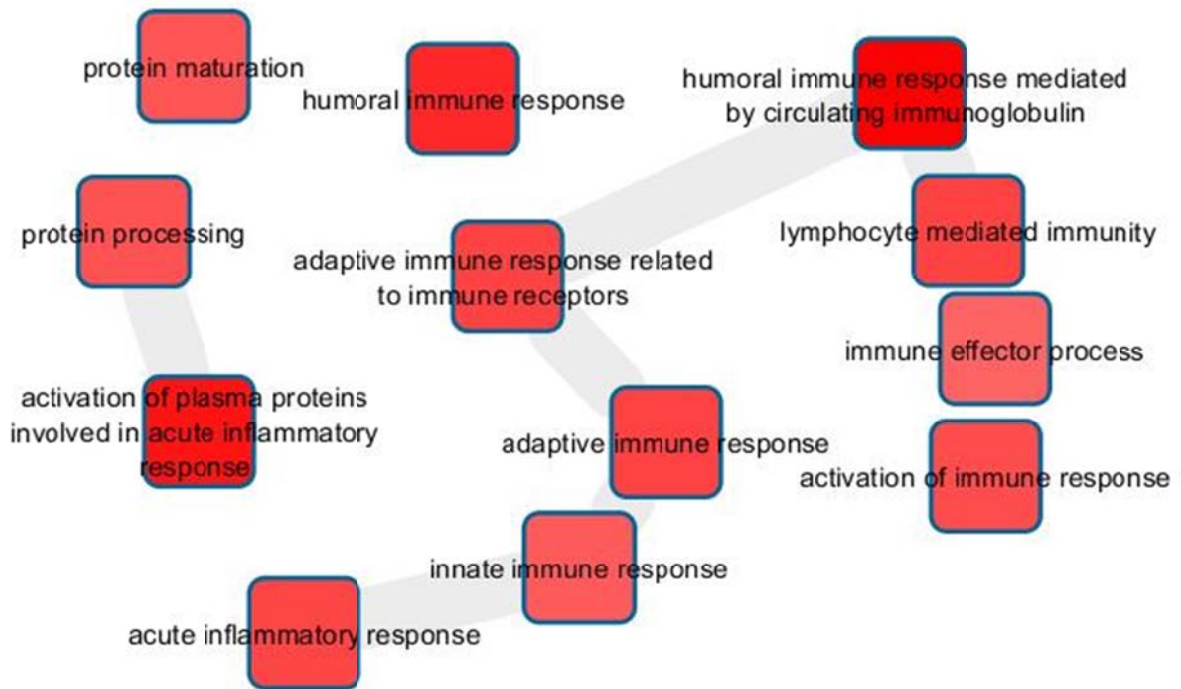 protein maturation
humoral immune response
humoral immune response mediated
by circulating immunoglobulin
protein processing
adaptive immune response related
to immune receptors
lymphocyte mediated immunity
immune effector process
activation of plasma proteins
involved in acute inflammatory
response
adaptive immune response
activation of immune response
innate immune response
acute inflammatory response